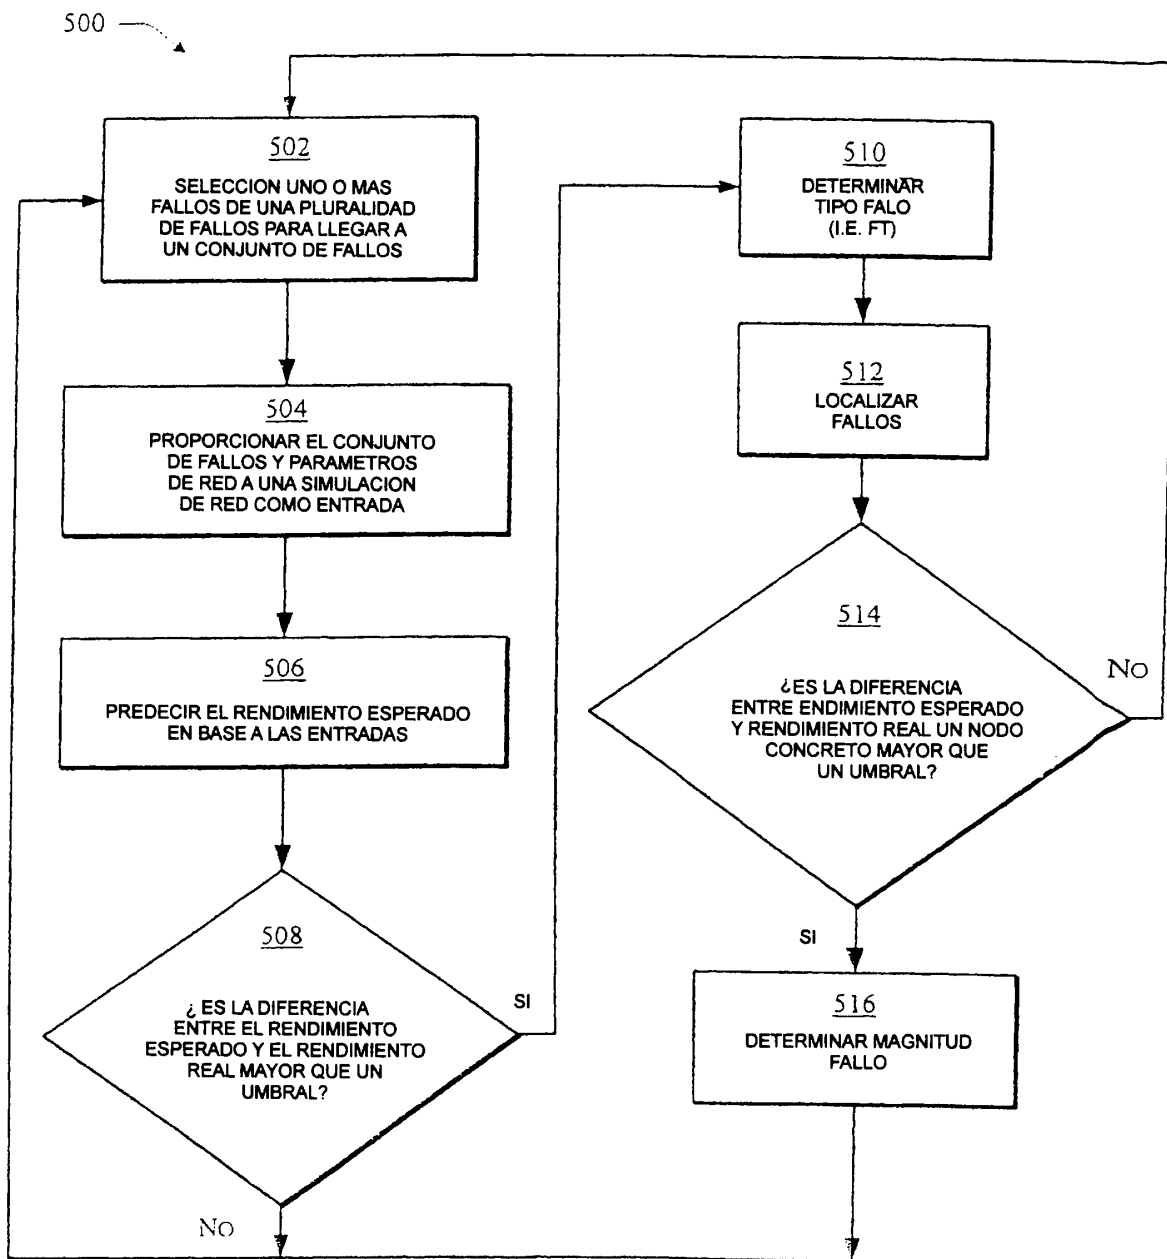 500
502
SELECCION UNO O MAS
FALLOS DE UNA PLURALIDAD
DE FALLOS PARA LLEGAR A
UN CONJUNTO DE FALLOS
504
PROPORCIONAR EL CONJUNTO
DE FALLOS Y PARAMETROS
DE RED A UNA SIMULACION
DE RED COMO ENTRADA
506
PREDECIR EL RENDIMIENTO ESPERADO
EN BASE A LAS ENTRADAS
508
¿ ES LA DIFERENCIA
ENTRE EL RENDIMIENTO
ESPERADO Y EL RENDIMIENTO
REAL MAYOR QUE UN
UMBRAL?
SI
No
510
DETERMINAR
TIPO FALO
(I.E. FT)
512
LOCALIZAR
FALLOS
514
¿ES LA DIFERENCIA
ENTRE ENDIMIENTO ESPERADO
Y RENDIMIENTO REAL UN NODO
CONCRETO MAYOR QUE
UN UMBRAL?
No
SI
516
DETERMINAR MAGNITUD
FALLO